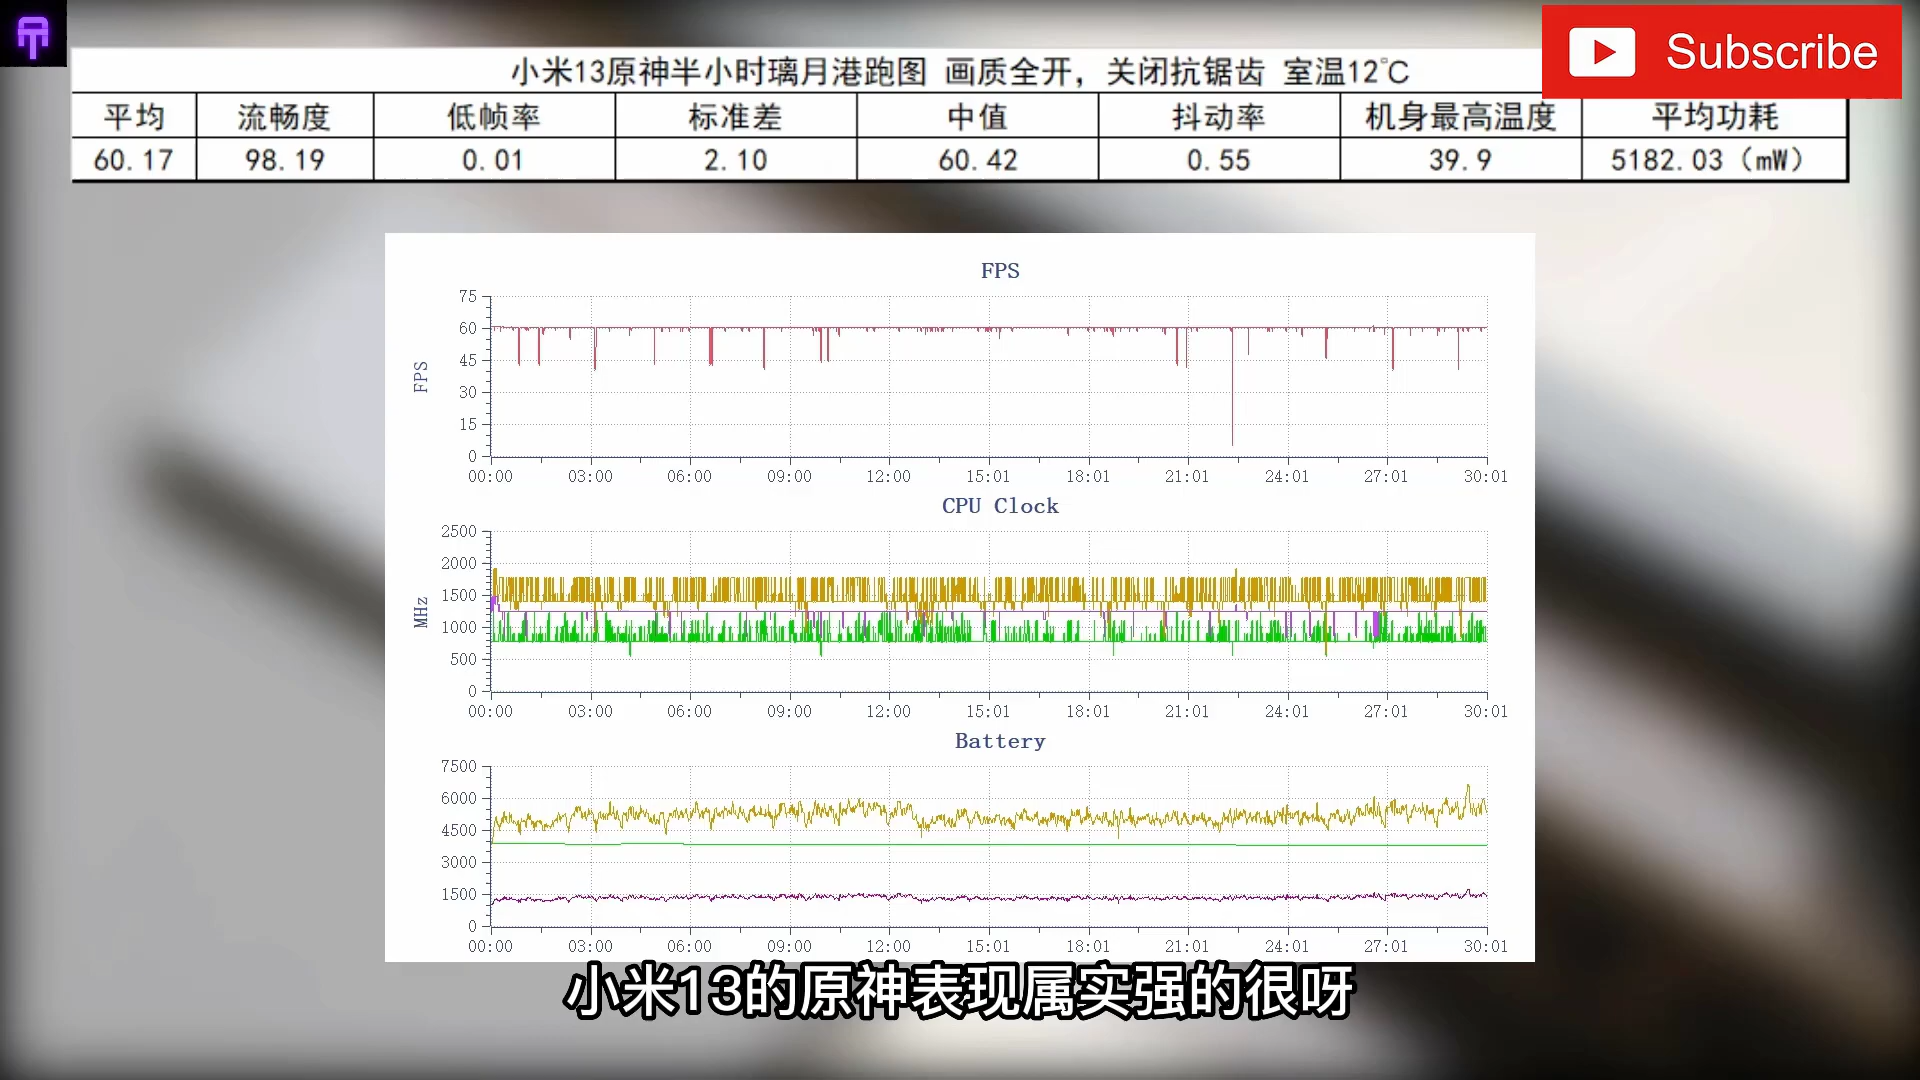 Subscribe
小米13原神半小时璃月港跑图 画质全开，关闭抗锯齿 室温12℃
平均 流畅度 低帧率 标准差 中值 抖动率 机身最高温度 平均功耗
60.17 98.19 0.01 2.10 60.42 0.55 39.9 5182.03（mW）
FPS
FPS
75
60
45
30
15
0
00:00 03:00 06:00 09:00 12:00 15:01 18:01 21:01 24:01 27:01 30:01
CPU Clock
MHz
2500
2000
1500
1000
500
0
00:00 03:00 06:00 09:00 12:00 15:01 18:01 21:01 24:01 27:01 30:01
Battery
7500
6000
4500
3000
1500
0
00:00 03:00 06:00 09:00 12:00 15:01 18:01 21:01 24:01 27:01 30:01
小米13的原神表现属实强的很呀